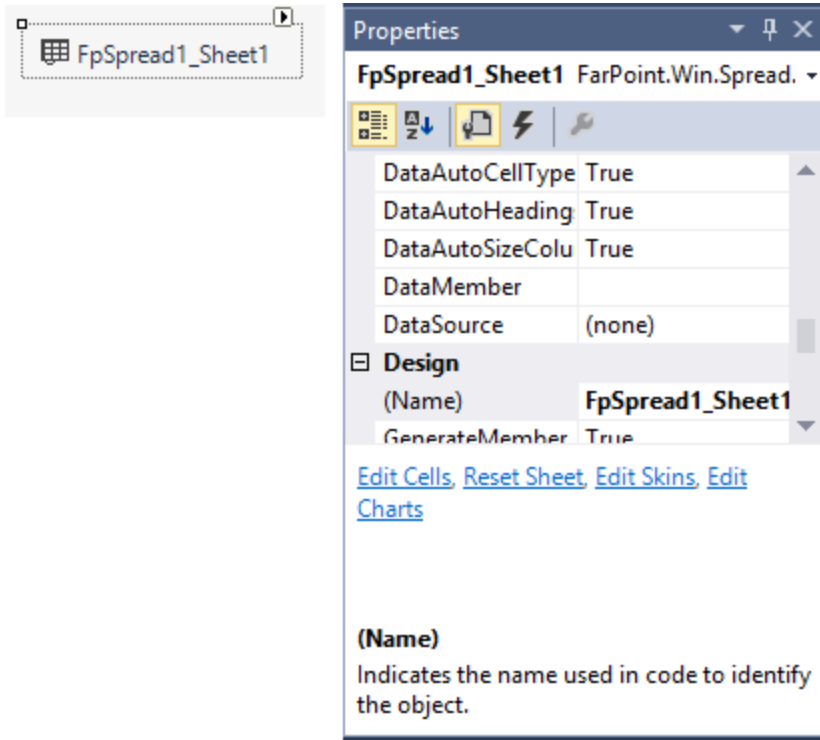 FpSpread1_Sheet1
Properties
FpSpread1_Sheet1 FarPoint.Win.Spread.
DataAutoCellType True
DataAutoHeading True
DataAutoSizeColu True
DataMember
DataSource (none)
Design
(Name) FpSpread1_Sheet1
GenerateMember True
Edit Cells, Reset Sheet, Edit Skins, Edit
Charts
(Name)
Indicates the name used in code to identify
the object.